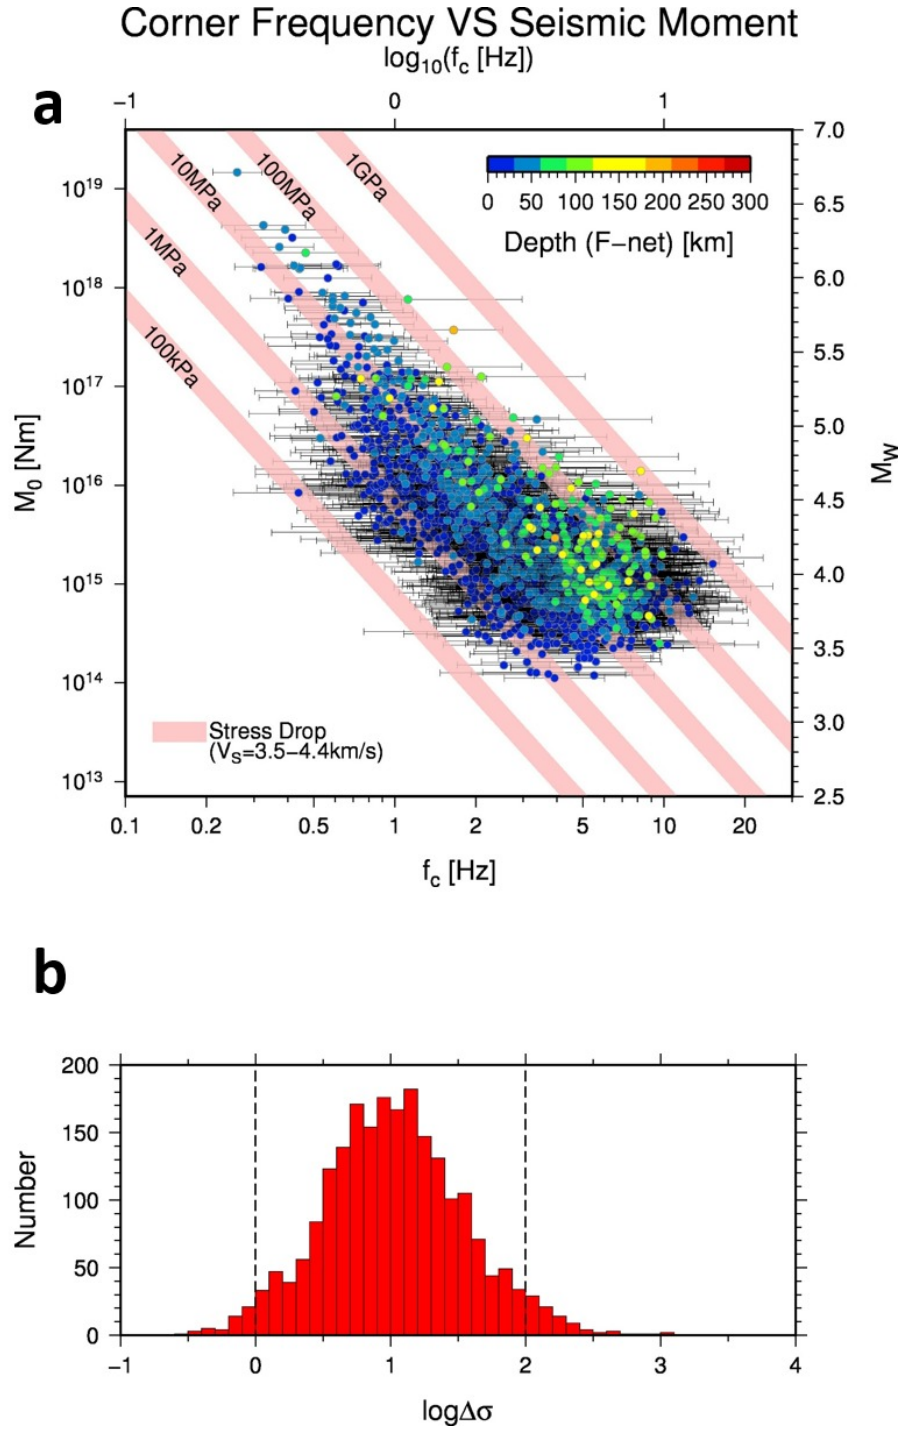 Corner Frequency VS Seismic Moment
log10(fc [Hz])
a
−1 0 1
10MPa
100MPa
1GPa
1MPa
100kPa
0 50 100 150 200 250 300
Depth (F−net) [km]
10^19
10^18
10^17
10^16
10^15
10^14
10^13
M0 [Nm]
7.0
6.5
6.0
5.5
5.0
4.5
4.0
3.5
3.0
2.5
MW
Stress Drop
(VS=3.5−4.4km/s)
0.1 0.2 0.5 1 2 5 10 20
fc [Hz]
b
200
150
100
50
0
Number
−1 0 1 2 3 4
logΔσ